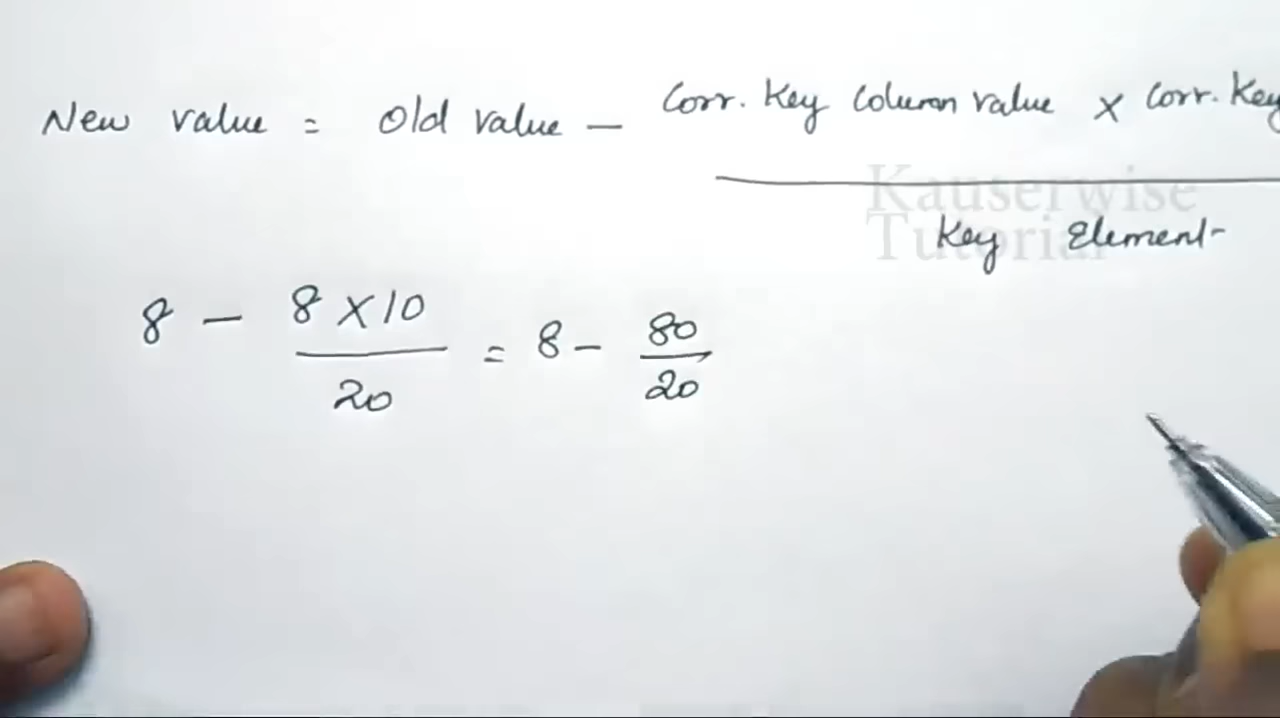 New value = Old value - Corr. Key Column value X Corr. Key
Kauserwise
Tutorial
Key Element
8 - 8 X 10 = 8 - 80
20 20